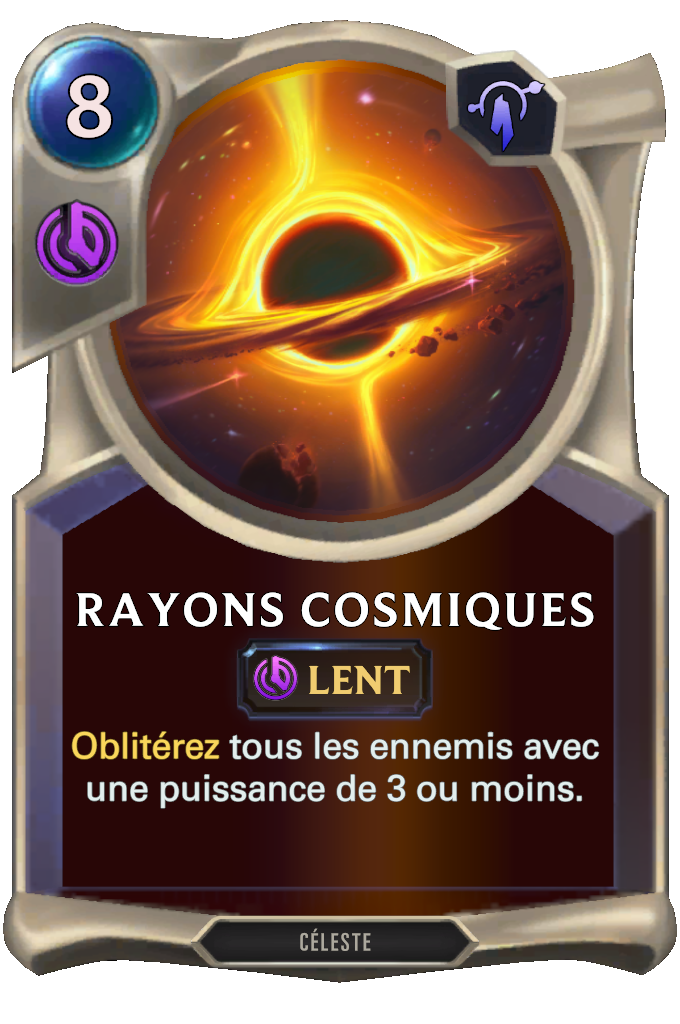 8
RAYONS COSMIQUES
LENT
Oblitérez tous les ennemis avec
une puissance de 3 ou moins.
CÉLESTE